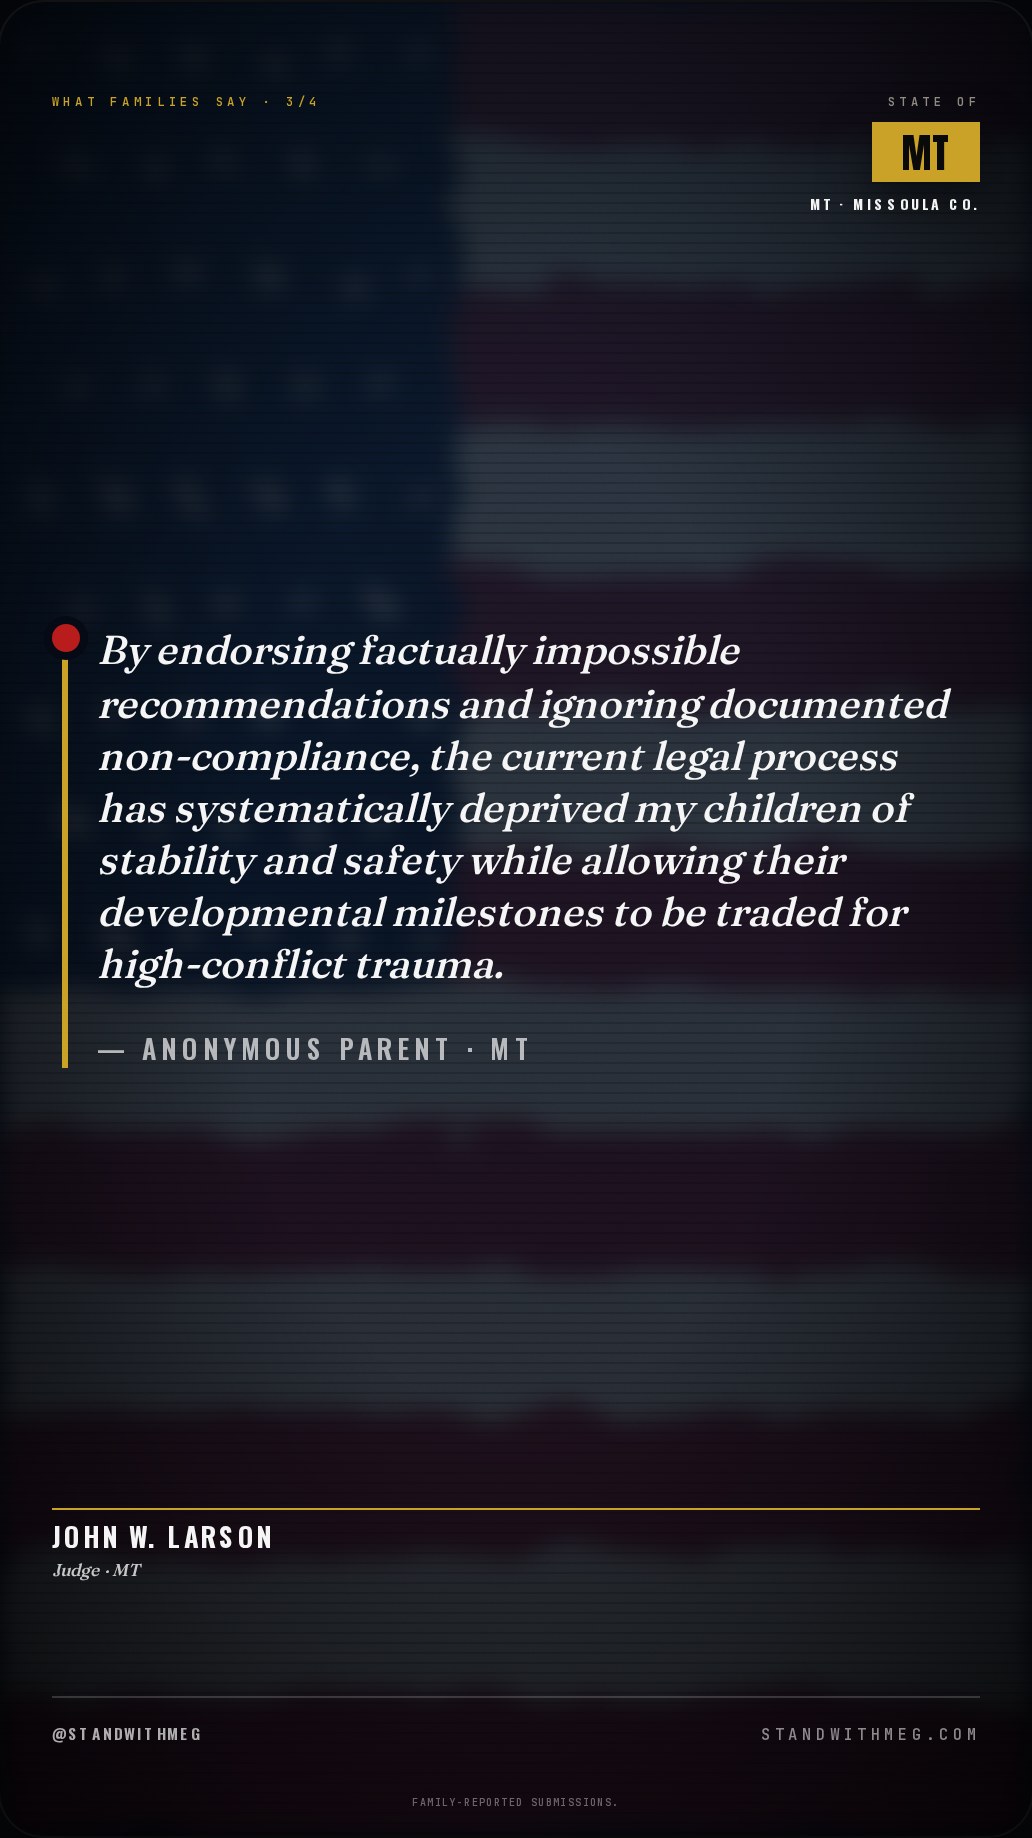 WHAT FAMILIES SAY · 3/4
STATE OF
MT
MT · MISSOULA CO.
By endorsing factually impossible
recommendations and ignoring documented
non-compliance, the current legal process
has systematically deprived my children of
stability and safety while allowing their
developmental milestones to be traded for
high-conflict trauma.
— ANONYMOUS PARENT · MT
JOHN W. LARSON
Judge · MT
@STANDWITHMEG
STANDWITHMEG.COM
FAMILY-REPORTED SUBMISSIONS.